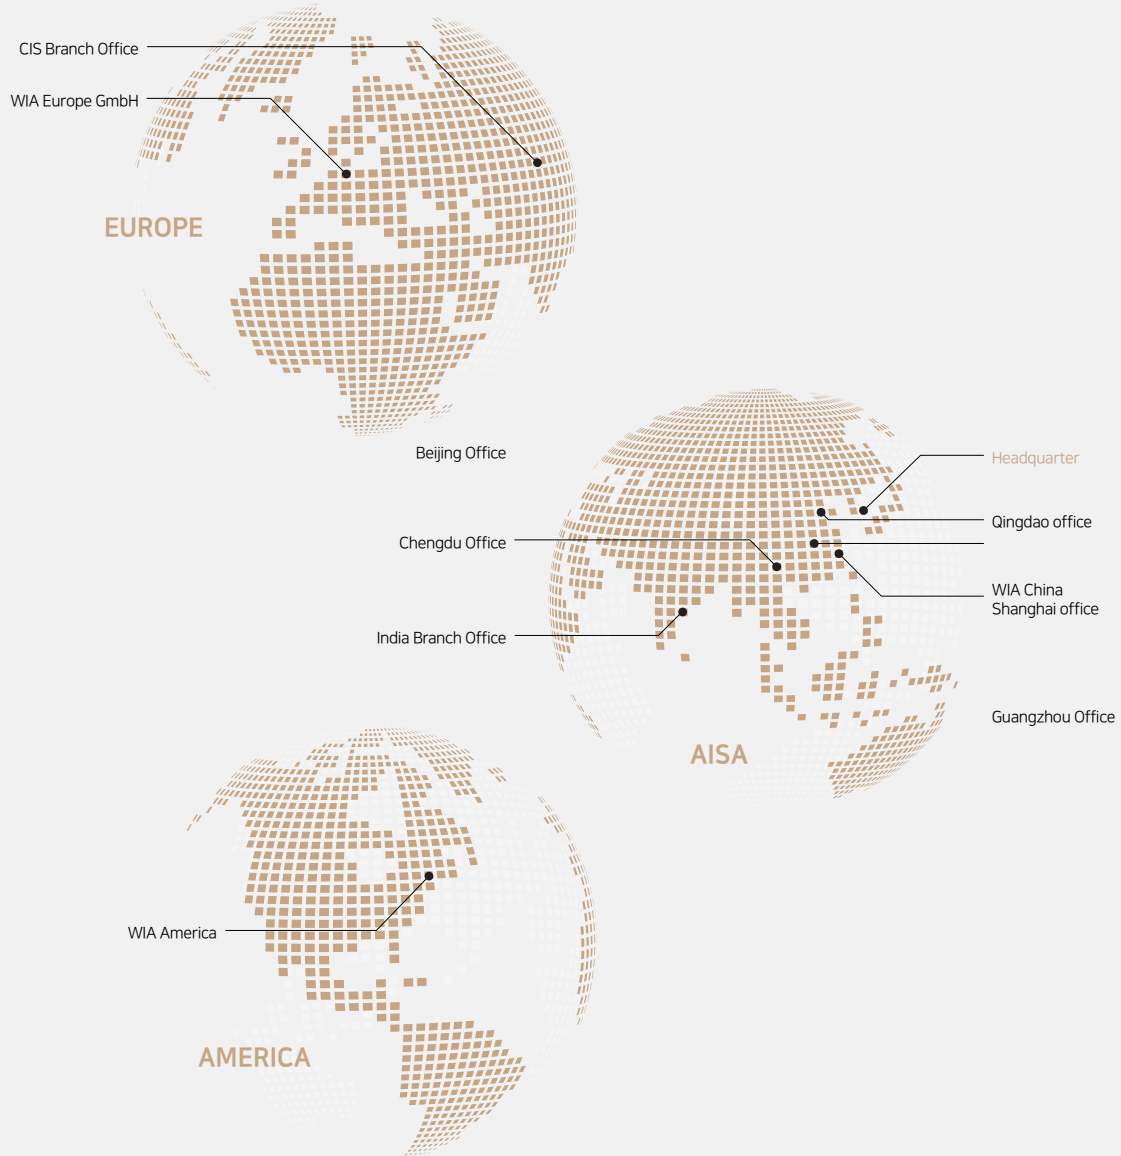 CIS Branch Office
WIA Europe GmbH
EUROPE
Beijing Office
Headquarter
Qingdao office
Chengdu Office
WIA China
Shanghai office
India Branch Office
Guangzhou Office
AISA
WIA America
AMERICA